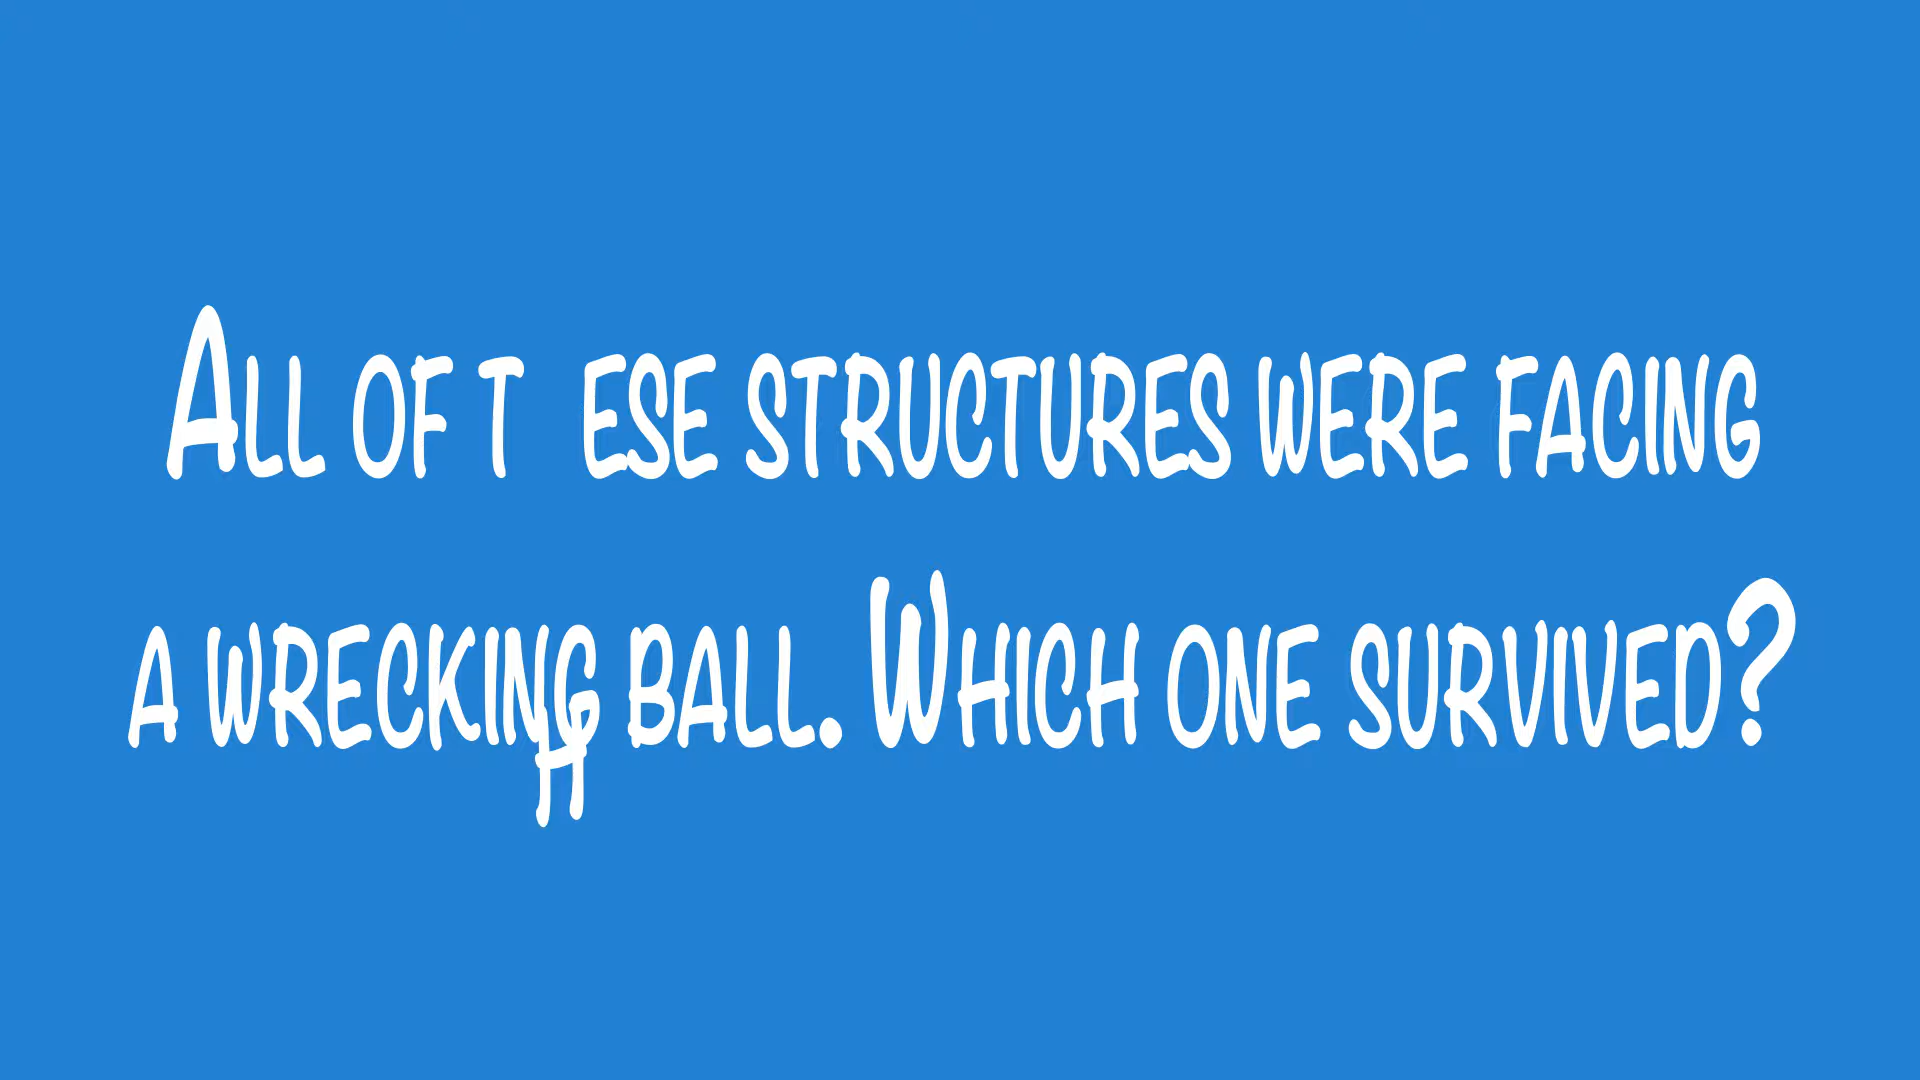 All of t ese structures were facing
a wrecking ball. Which one survived?
h